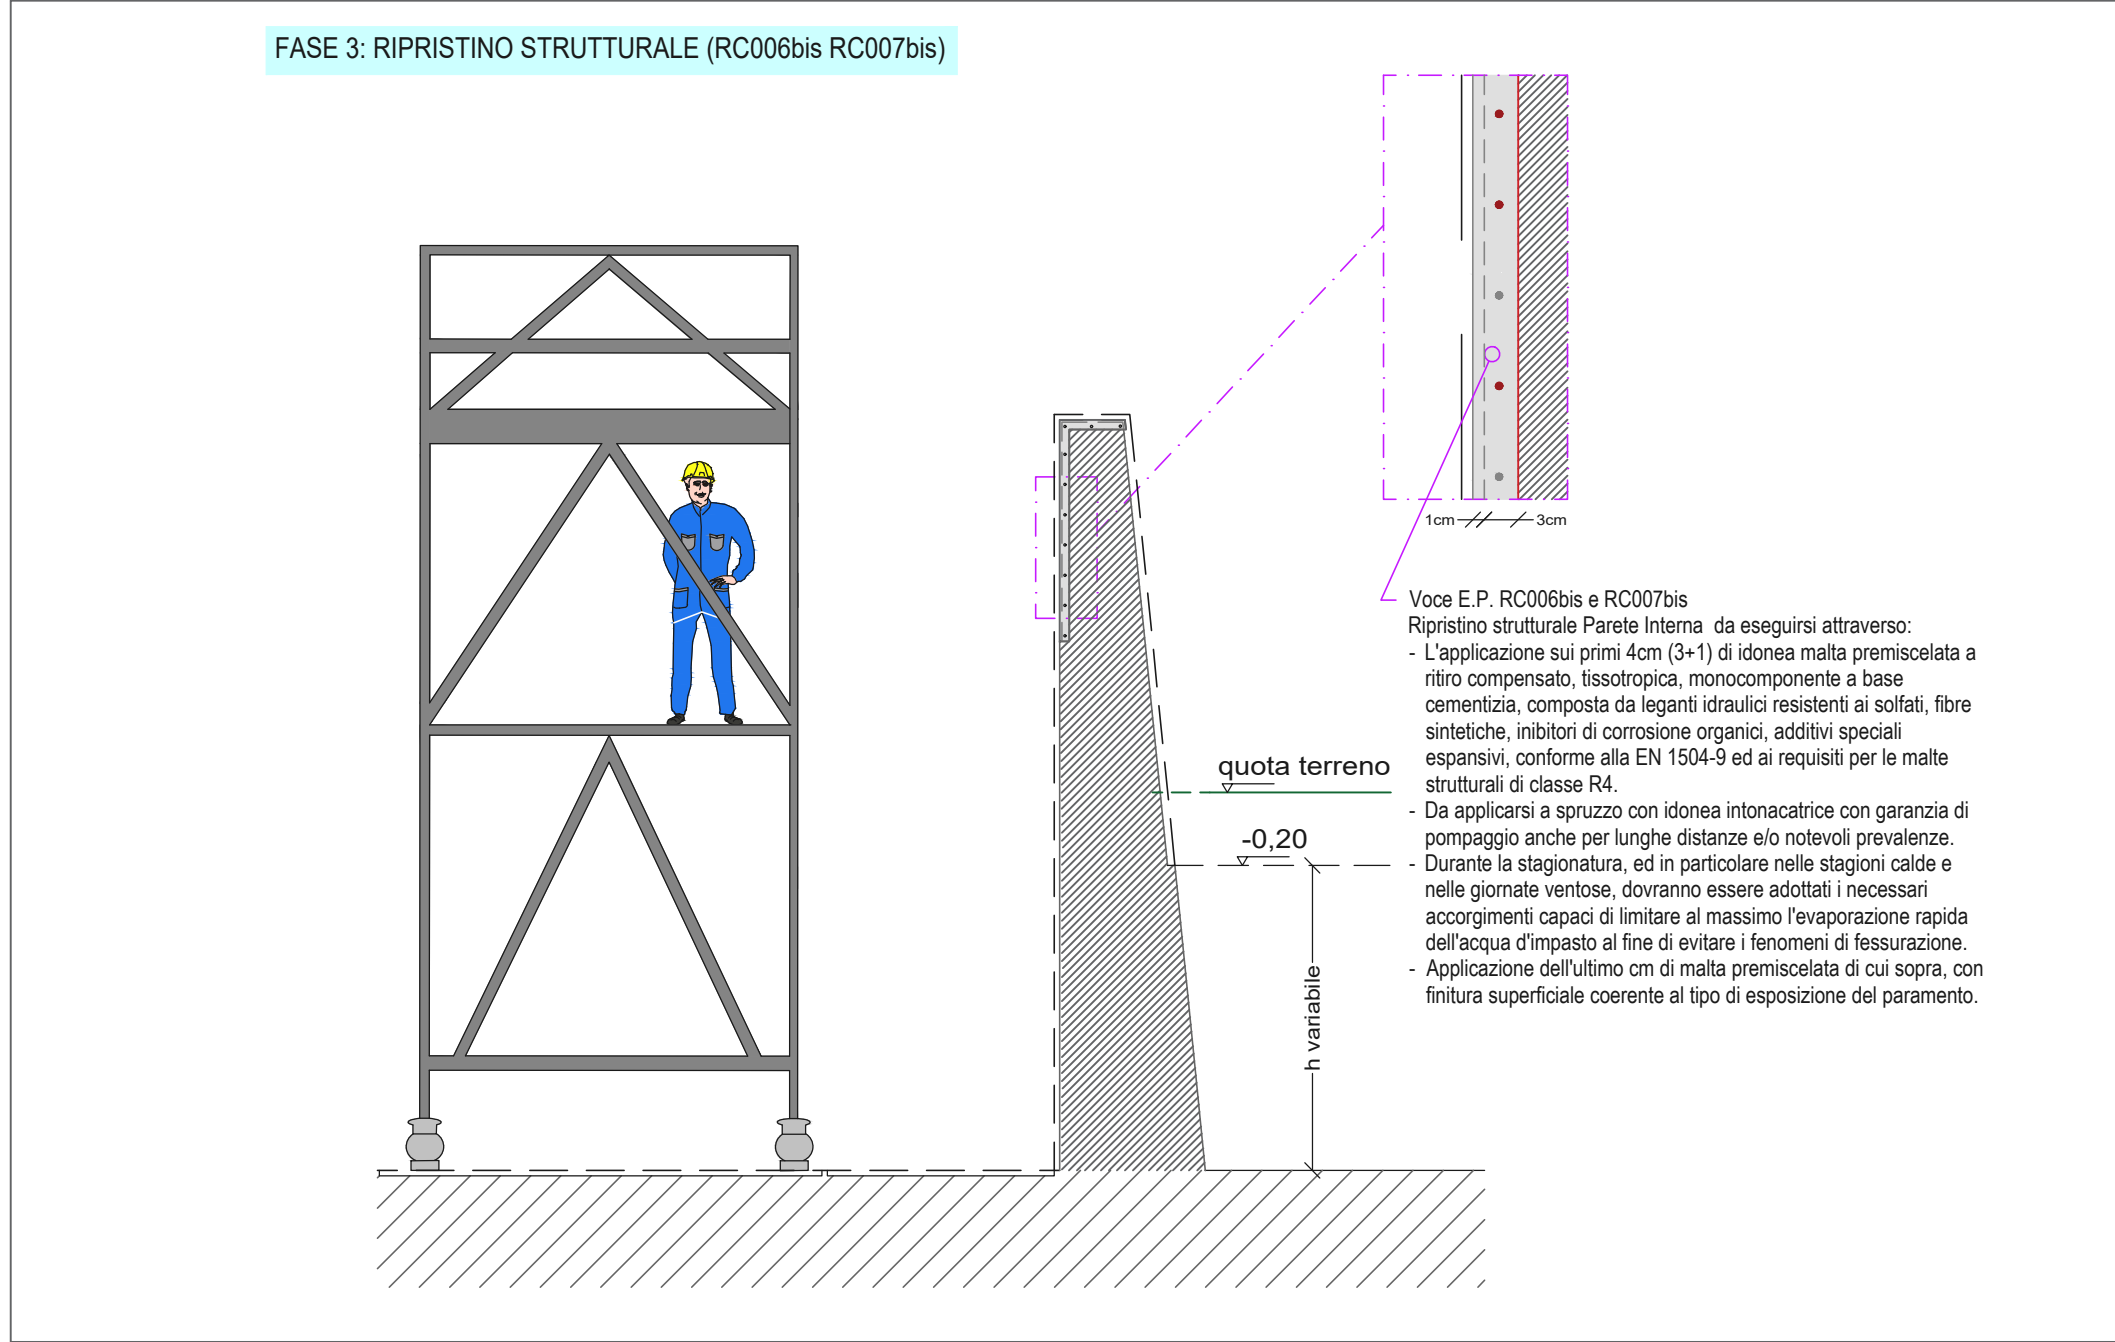 FASE 3: RIPRISTINO STRUTTURALE (RC006bis RC007bis)
1cm
3cm
Voce E.P. RC006bis e RC007bis
Ripristino strutturale Parete Interna da eseguirsi attraverso:
- L'applicazione sui primi 4cm (3+1) di idonea malta premiscelata a
ritiro compensato, tissotropica, monocomponente a base
cementizia, composta da leganti idraulici resistenti ai solfati, fibre
sintetiche, inibitori di corrosione organici, additivi speciali
espansivi, conforme alla EN 1504-9 ed ai requisiti per le malte
strutturali di classe R4.
- Da applicarsi a spruzzo con idonea intonacatrice con garanzia di
pompaggio anche per lunghe distanze e/o notevoli prevalenze.
- Durante la stagionatura, ed in particolare nelle stagioni calde e
nelle giornate ventose, dovranno essere adottati i necessari
accorgimenti capaci di limitare al massimo l'evaporazione rapida
dell'acqua d'impasto al fine di evitare i fenomeni di fessurazione.
- Applicazione dell'ultimo cm di malta premiscelata di cui sopra, con
finitura superficiale coerente al tipo di esposizione del paramento.
quota terreno
-0,20
h variabile